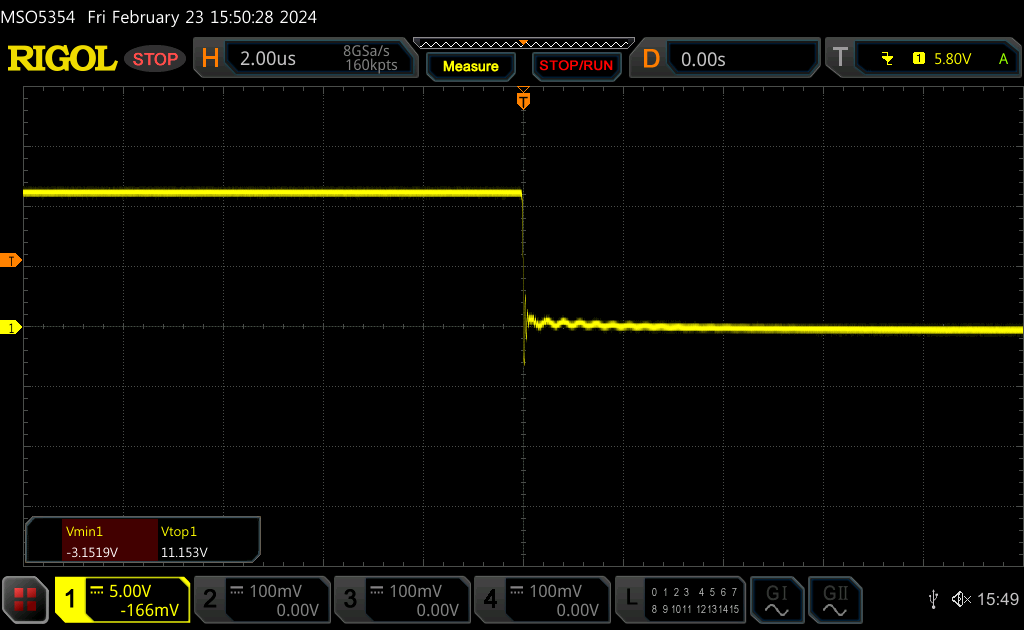 MSO5354 Fri February 23 15:50:28 2024
RIGOL STOP H 2.00us 8GSa/s 160kpts Measure STOP/RUN D 0.00s T 1 5.80V A
T
T
1
Vmin1 Vtop1
-3.1519V 11.153V
1 5.00V -166mV 2 100mV 0.00V 3 100mV 0.00V 4 100mV 0.00V L 0 1 2 3 4 5 6 7 8 9 10 11 12 13 14 15 GI GII 15:49